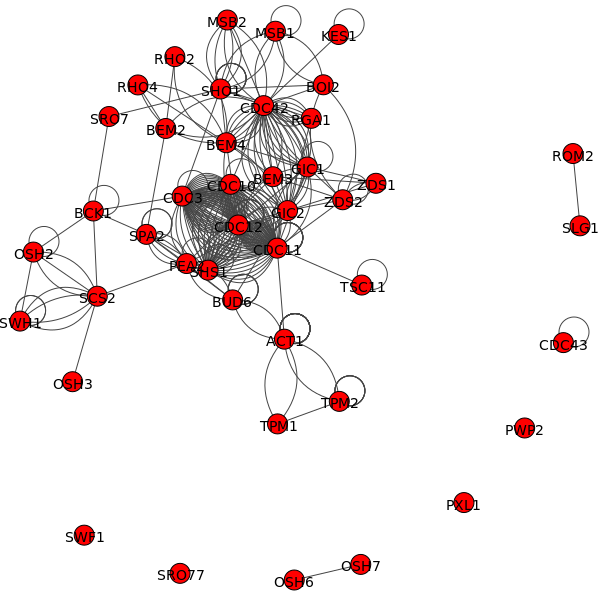 MSB2
MSB1
KES1
RHO2
RHO4
SHO1
BOI2
CDC42
SRO7
RGA1
BEM2
BEM4
ROM2
GIC1
BEM3
CDC10
ZDS1
CDC3
ZDS2
BCK1
GIC2
CDC12
SLG1
SPA2
CDC11
OSH2
SHS1
TSC11
SCS2
BUD6
SWH1
ACT1
CDC43
OSH3
TPM2
TPM1
PWP2
PXL1
SWF1
OSH7
SRO77
OSH6